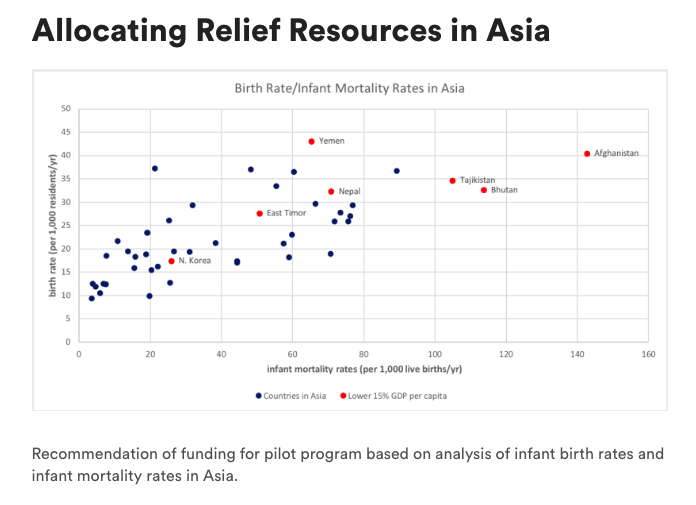 Allocating Relief Resources in Asia
Birth Rate/Infant Mortality Rates in Asia
birth rate (per 1,000 residents/yr)
50
45
40
35
30
25
20
15
10
5
0
Yemen
Afghanistan
Tajikistan
Bhutan
Nepal
East Timor
N. Korea
0 20 40 60 80 100 120 140 160
infant mortality rates (per 1,000 live births/yr)
Countries in Asia Lower 15% GDP per capita
Recommendation of funding for pilot program based on analysis of infant birth rates and
infant mortality rates in Asia.